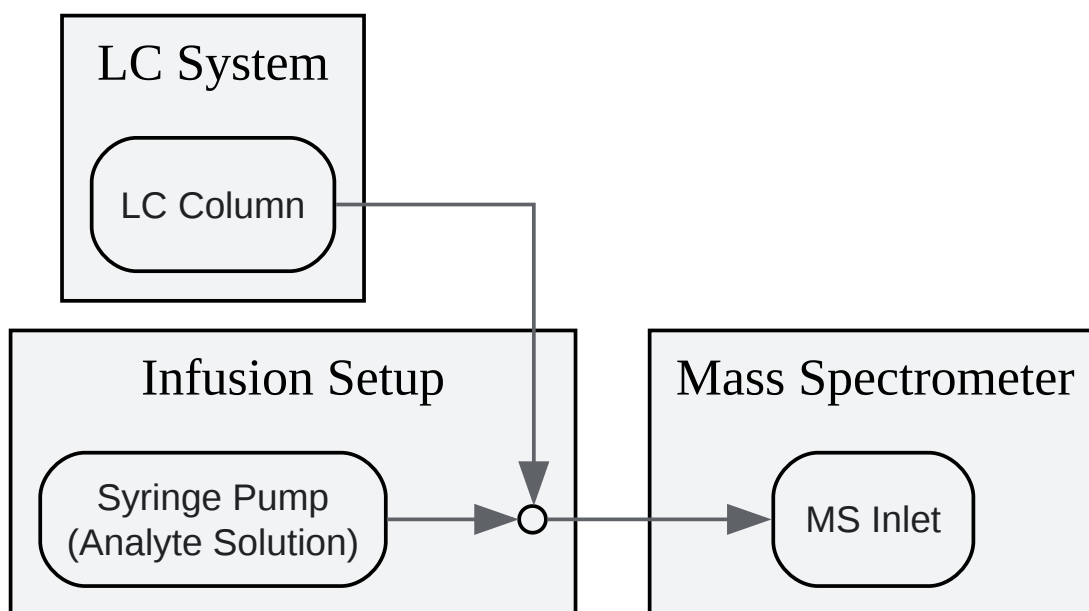 LC System
LC Column
Infusion Setup
Syringe Pump
(Analyte Solution)
Mass Spectrometer
MS Inlet